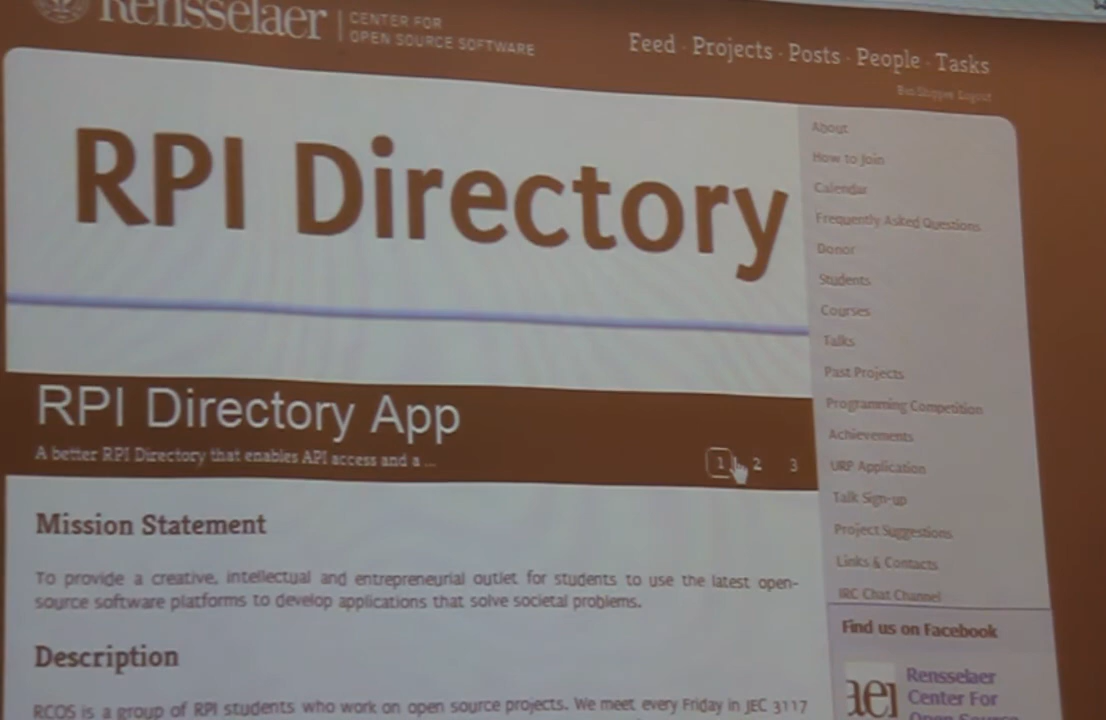 Rensselaer
CENTER FOR
OPEN SOURCE SOFTWARE
Feed · Projects · Posts · People · Tasks
Logout
RPI Directory
RPI Directory App
A better RPI Directory that enables API access and a ...
1 2 3
Mission Statement
To provide a creative, intellectual and entrepreneurial outlet for students to use the latest open-
source software platforms to develop applications that solve societal problems.
Description
RCOS is a group of RPI students who work on open source projects. We meet every Friday in JEC 3117
About
How to Join
Calendar
Frequently Asked Questions
Donor
Students
Courses
Talks
Past Projects
Programming Competition
Achievements
URP Application
Talk Sign-up
Project Suggestions
Links & Contacts
IRC Chat Channel
Find us on Facebook
Rensselaer
Center For
Open Source